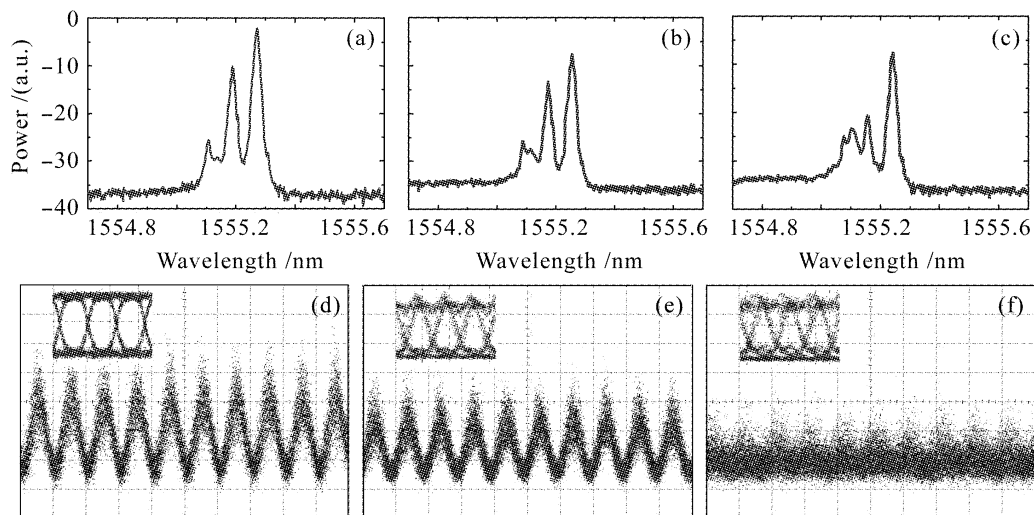 0
-10
-20
-30
-40
Power /(a.u.)
(a)
(b)
(c)
1554.8 1555.2 1555.6
1554.8 1555.2 1555.6
1554.8 1555.2 1555.6
Wavelength /nm
Wavelength /nm
Wavelength /nm
(d)
(e)
(f)